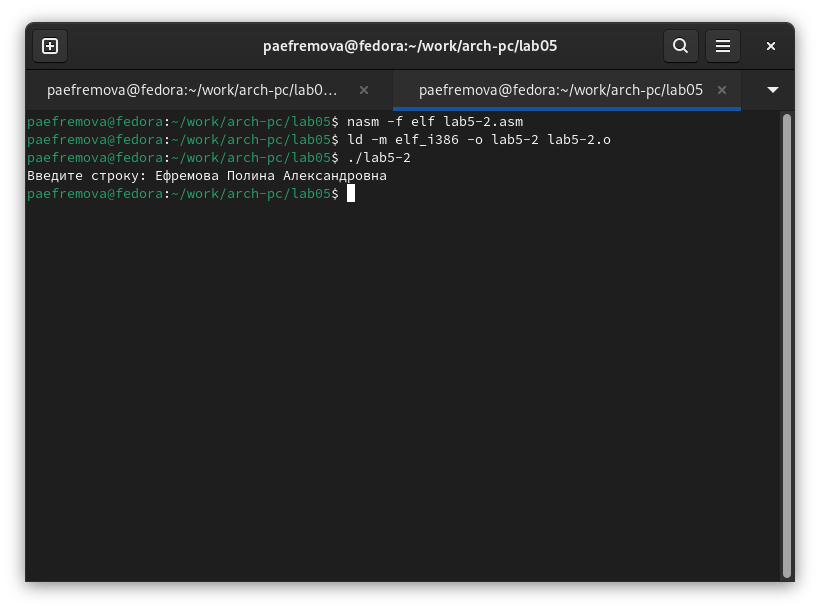 paefremova@fedora:~/work/arch-pc/lab05
paefremova@fedora:~/work/arch-pc/lab0…
paefremova@fedora:~/work/arch-pc/lab05
paefremova@fedora:~/work/arch-pc/lab05$ nasm -f elf lab5-2.asm
paefremova@fedora:~/work/arch-pc/lab05$ ld -m elf_i386 -o lab5-2 lab5-2.o
paefremova@fedora:~/work/arch-pc/lab05$ ./lab5-2
Введите строку: Ефремова Полина Александровна
paefremova@fedora:~/work/arch-pc/lab05$